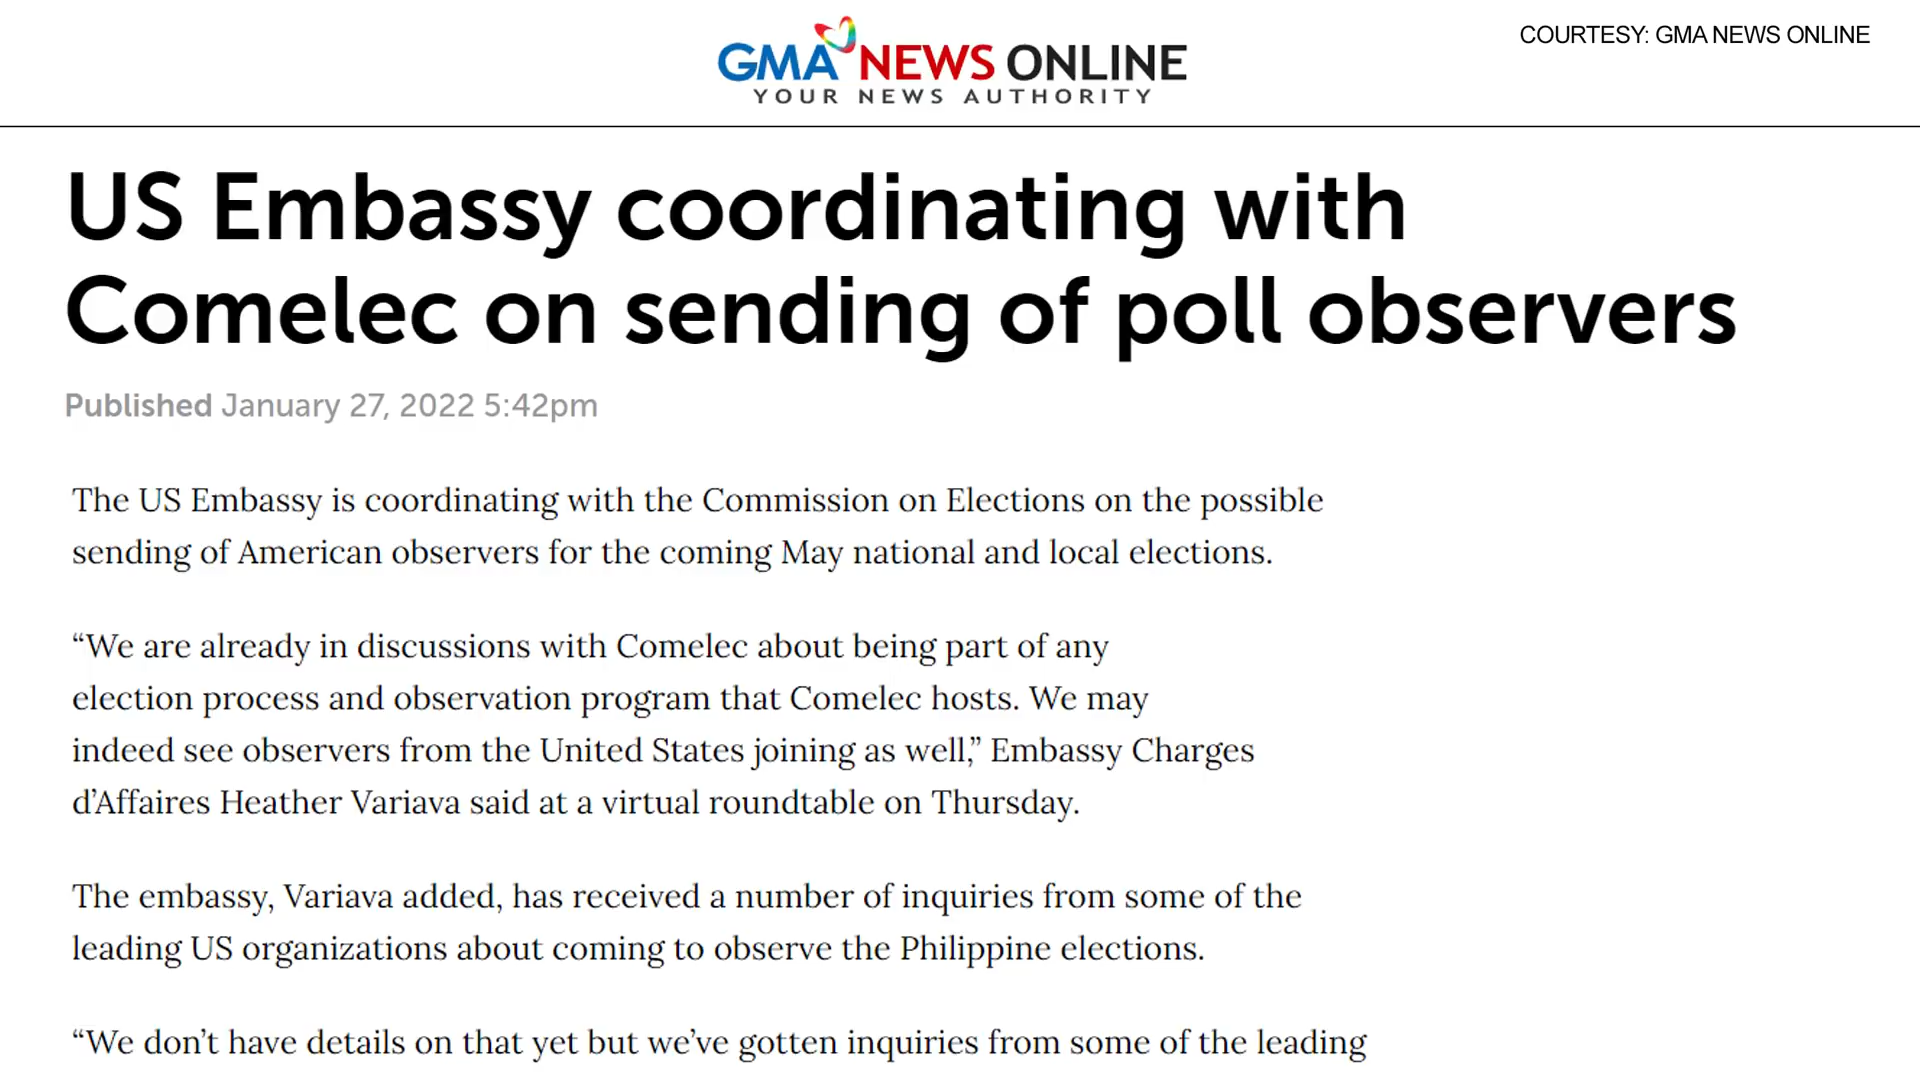 GMA NEWS ONLINE
YOUR NEWS AUTHORITY
COURTESY: GMA NEWS ONLINE
US Embassy coordinating with
Comelec on sending of poll observers
Published January 27, 2022 5:42pm
The US Embassy is coordinating with the Commission on Elections on the possible
sending of American observers for the coming May national and local elections.
“We are already in discussions with Comelec about being part of any
election process and observation program that Comelec hosts. We may
indeed see observers from the United States joining as well,” Embassy Charges
d’Affaires Heather Variava said at a virtual roundtable on Thursday.
The embassy, Variava added, has received a number of inquiries from some of the
leading US organizations about coming to observe the Philippine elections.
“We don’t have details on that yet but we’ve gotten inquiries from some of the leading